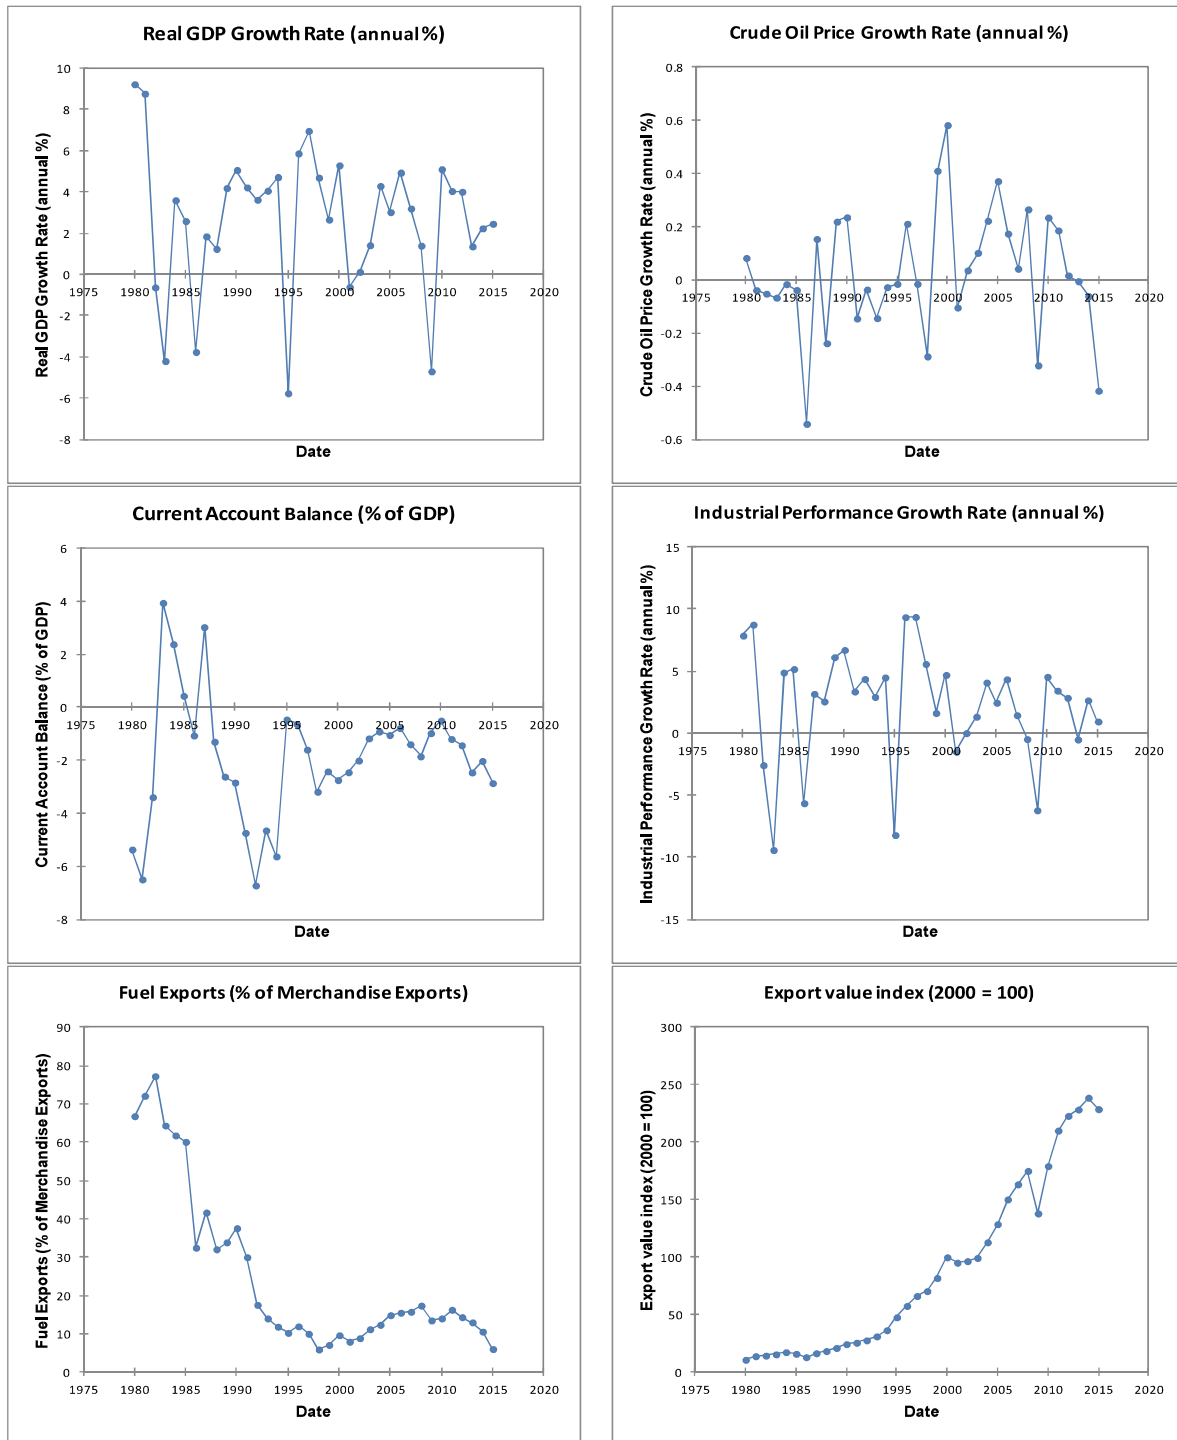 Real GDP Growth Rate (annual %)
10
8
6
4
2
0
-2
-4
-6
-8
1975 1980 1985 1990 1995 2000 2005 2010 2015 2020
Real GDP Growth Rate (annual %)
Date
Crude Oil Price Growth Rate (annual %)
0.8
0.6
0.4
0.2
0
-0.2
-0.4
-0.6
1975 1980 1985 1990 1995 2000 2005 2010 2015 2020
Crude Oil Price Growth Rate (annual %)
Date
Current Account Balance (% of GDP)
6
4
2
0
-2
-4
-6
-8
1975 1980 1985 1990 1995 2000 2005 2010 2015 2020
Current Account Balance (% of GDP)
Date
Industrial Performance Growth Rate (annual %)
15
10
5
0
-5
-10
-15
1975 1980 1985 1990 1995 2000 2005 2010 2015 2020
Industrial Performance Growth Rate (annual %)
Date
Fuel Exports (% of Merchandise Exports)
90
80
70
60
50
40
30
20
10
0
1975 1980 1985 1990 1995 2000 2005 2010 2015 2020
Fuel Exports (% of Merchandise Exports)
Date
Export value index (2000 = 100)
300
250
200
150
100
50
0
1975 1980 1985 1990 1995 2000 2005 2010 2015 2020
Export value index (2000 = 100)
Date